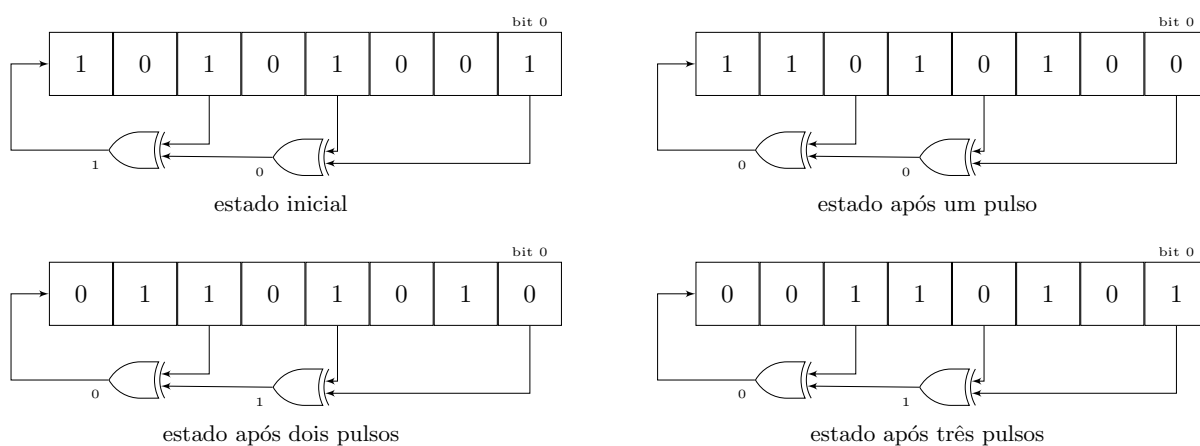 bit 0
1 0 1 0 1 0 0 1
1
0
estado inicial
bit 0
1 1 0 1 0 1 0 0
0
0
estado após um pulso
bit 0
0 1 1 0 1 0 1 0
0
1
estado após dois pulsos
bit 0
0 0 1 1 0 1 0 1
0
1
estado após três pulsos